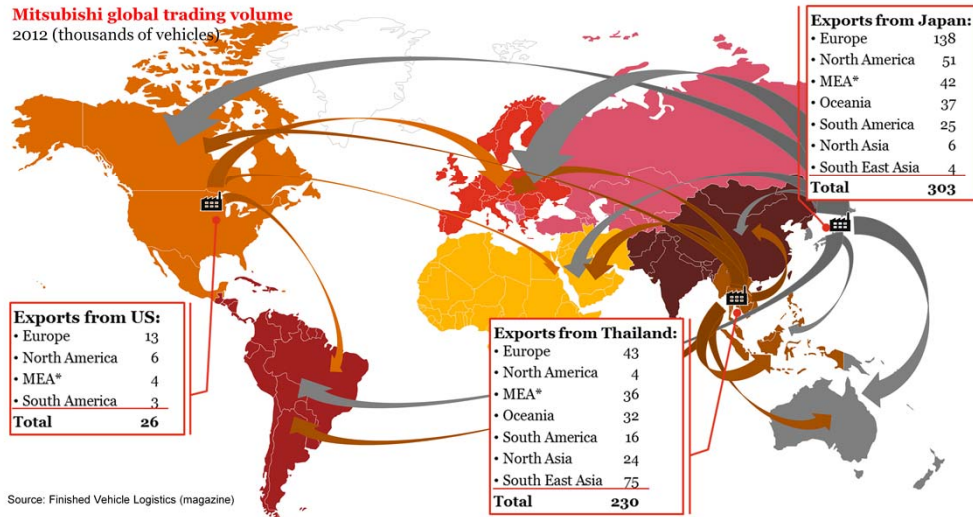 Mitsubishi global trading volume
2012 (thousands of vehicles)
Exports from Japan:
• Europe 138
• North America 51
• MEA* 42
• Oceania 37
• South America 25
• North Asia 6
• South East Asia 4
Total 303
Exports from US:
• Europe 13
• North America 6
• MEA* 4
• South America 3
Total 26
Exports from Thailand:
• Europe 43
• North America 4
• MEA* 36
• Oceania 32
• South America 16
• North Asia 24
• South East Asia 75
Total 230
Source: Finished Vehicle Logistics (magazine)